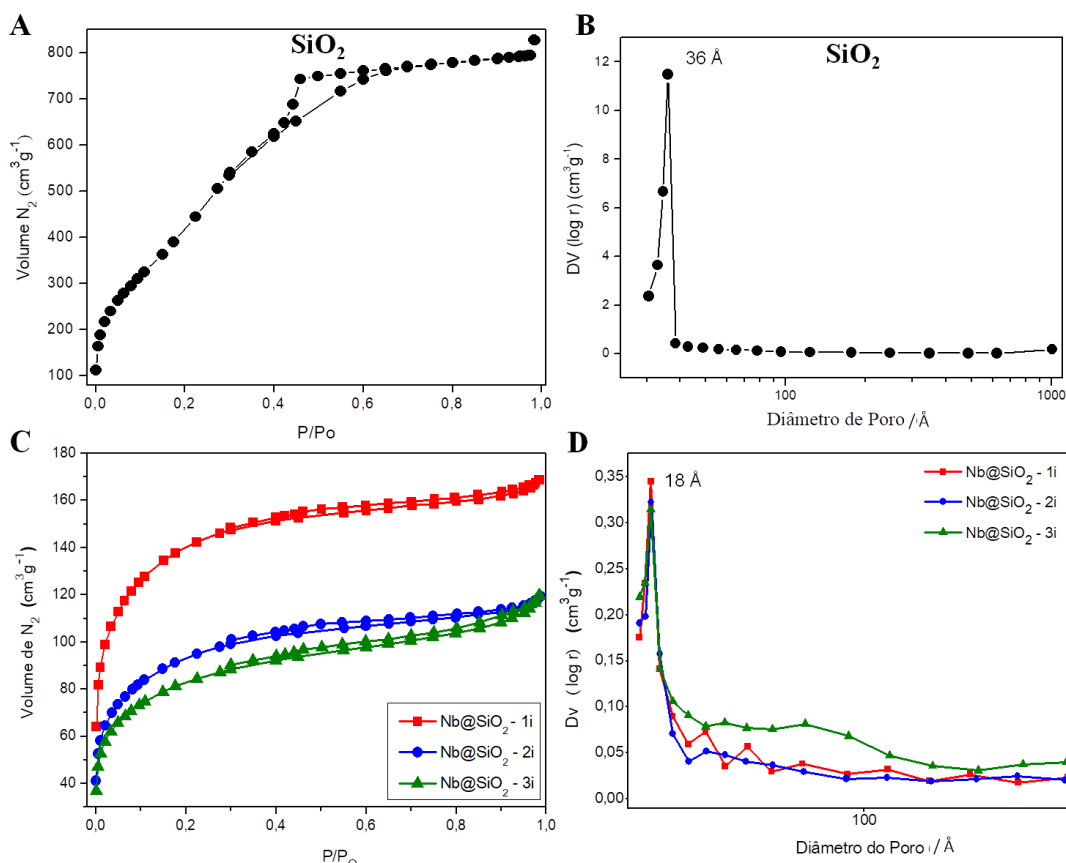 A
SiO₂
Volume N₂ (cm³g⁻¹)
800
700
600
500
400
300
200
100
0,0 0,2 0,4 0,6 0,8 1,0
P/Po
B
SiO₂
36 Å
DV (log r) (cm³g⁻¹)
12
10
8
6
4
2
0
100 1000
Diâmetro de Poro /Å
C
Volume de N₂ (cm³g⁻¹)
180
160
140
120
100
80
60
40
Nb@SiO₂ - 1i
Nb@SiO₂ - 2i
Nb@SiO₂ - 3i
0,0 0,2 0,4 0,6 0,8 1,0
P/P₀
D
18 Å
Nb@SiO₂ - 1i
Nb@SiO₂ - 2i
Nb@SiO₂ - 3i
Dv (log r) (cm³g⁻¹)
0,35
0,30
0,25
0,20
0,15
0,10
0,05
0,00
100
Diâmetro do Poro / Å